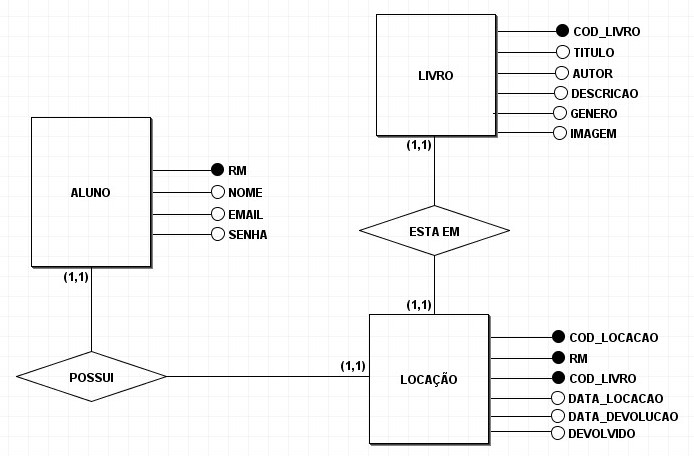 LIVRO
COD_LIVRO
TITULO
AUTOR
DESCRICAO
GENERO
IMAGEM
(1,1)
ALUNO
RM
NOME
EMAIL
SENHA
(1,1)
ESTA EM
(1,1)
POSSUI
(1,1)
LOCAÇÃO
COD_LOCACAO
RM
COD_LIVRO
DATA_LOCACAO
DATA_DEVOLUCAO
DEVOLVIDO